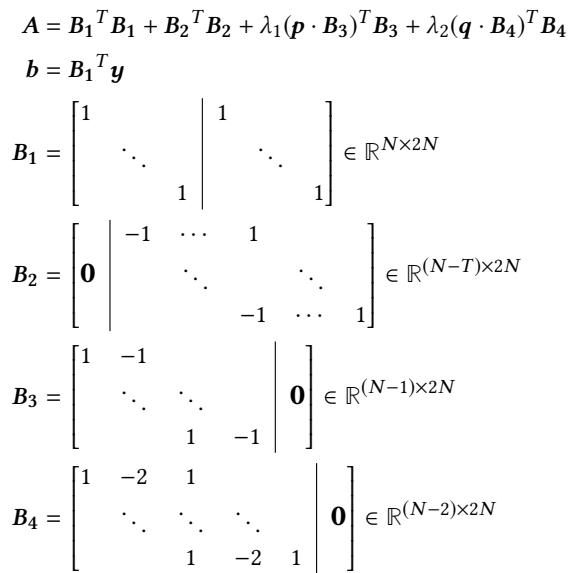 A = B₁ᵀB₁ + B₂ᵀB₂ + λ₁(p · B₃)ᵀB₃ + λ₂(q · B₄)ᵀB₄
b = B₁ᵀy
B₁ = [1 ⋱ 1 | 1 ⋱ 1] ∈ ℝ^{N×2N}
B₂ = [0 | −1 ⋯ 1 ⋱ ⋱ −1 ⋯ 1] ∈ ℝ^{(N−T)×2N}
B₃ = [1 −1 ⋱ ⋱ 1 −1 | 0] ∈ ℝ^{(N−1)×2N}
B₄ = [1 −2 1 ⋱ ⋱ ⋱ 1 −2 1 | 0] ∈ ℝ^{(N−2)×2N}